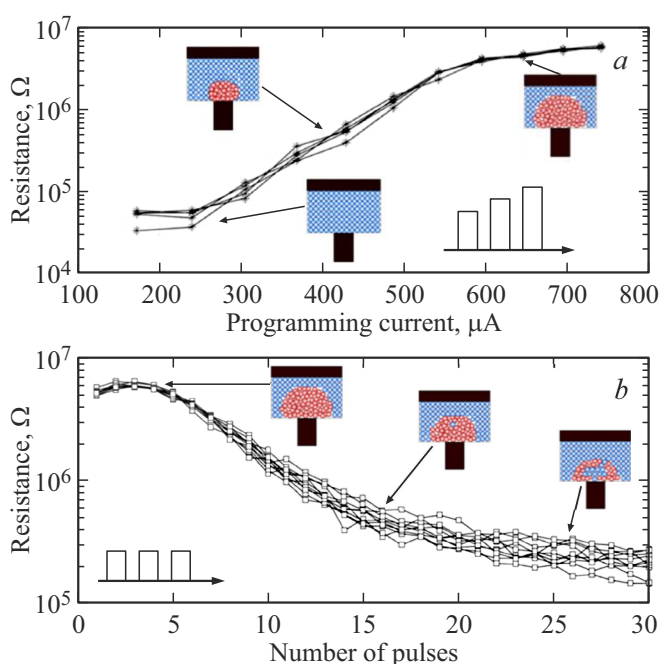 10^7
a
Resistance, Ω
10^6
10^5
10^4
100 200 300 400 500 600 700 800
Programming current, µA
10^7
b
Resistance, Ω
10^6
10^5
0 5 10 15 20 25 30
Number of pulses